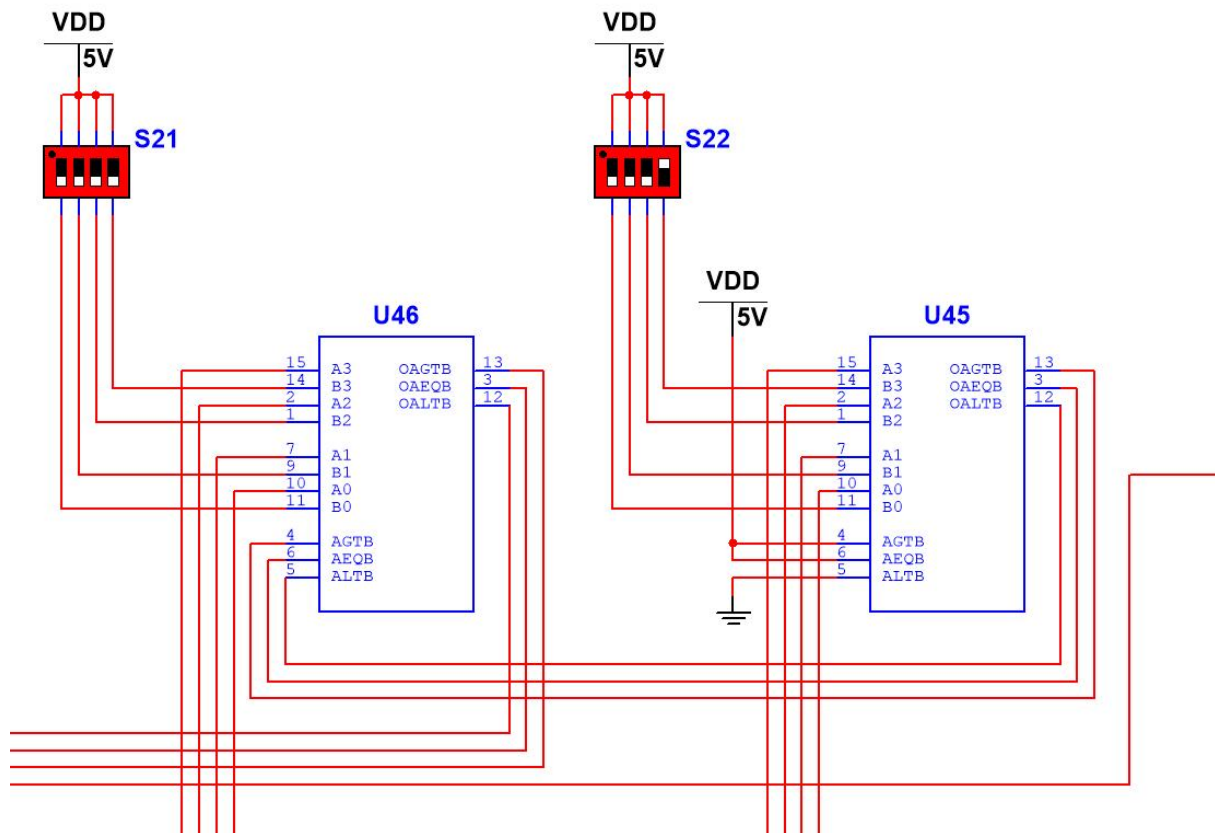 VDD
5V
S21
VDD
5V
S22
VDD
5V
U46
15 A3 OAGTB 13
14 B3 OAEQB 3
2 A2 OALTB 12
1 B2
7 A1
9 B1
10 A0
11 B0
4 AGTB
6 AEQB
5 ALTB
U45
15 A3 OAGTB 13
14 B3 OAEQB 3
2 A2 OALTB 12
1 B2
7 A1
9 B1
10 A0
11 B0
4 AGTB
6 AEQB
5 ALTB